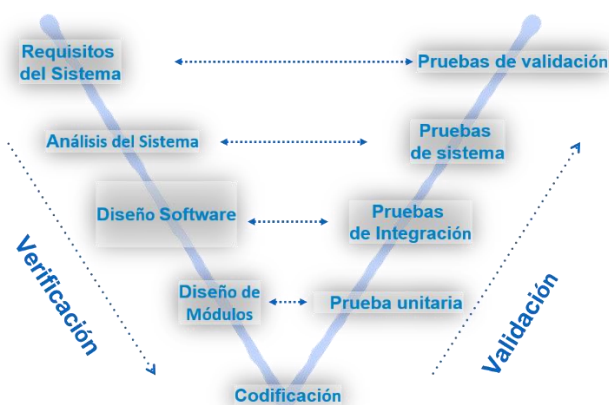 Requisitos
del Sistema
Pruebas de validación
Análisis del Sistema
Pruebas
de sistema
Diseño Software
Pruebas
de Integración
Diseño de
Módulos
Prueba unitaria
Codificación
Verificación
Validación